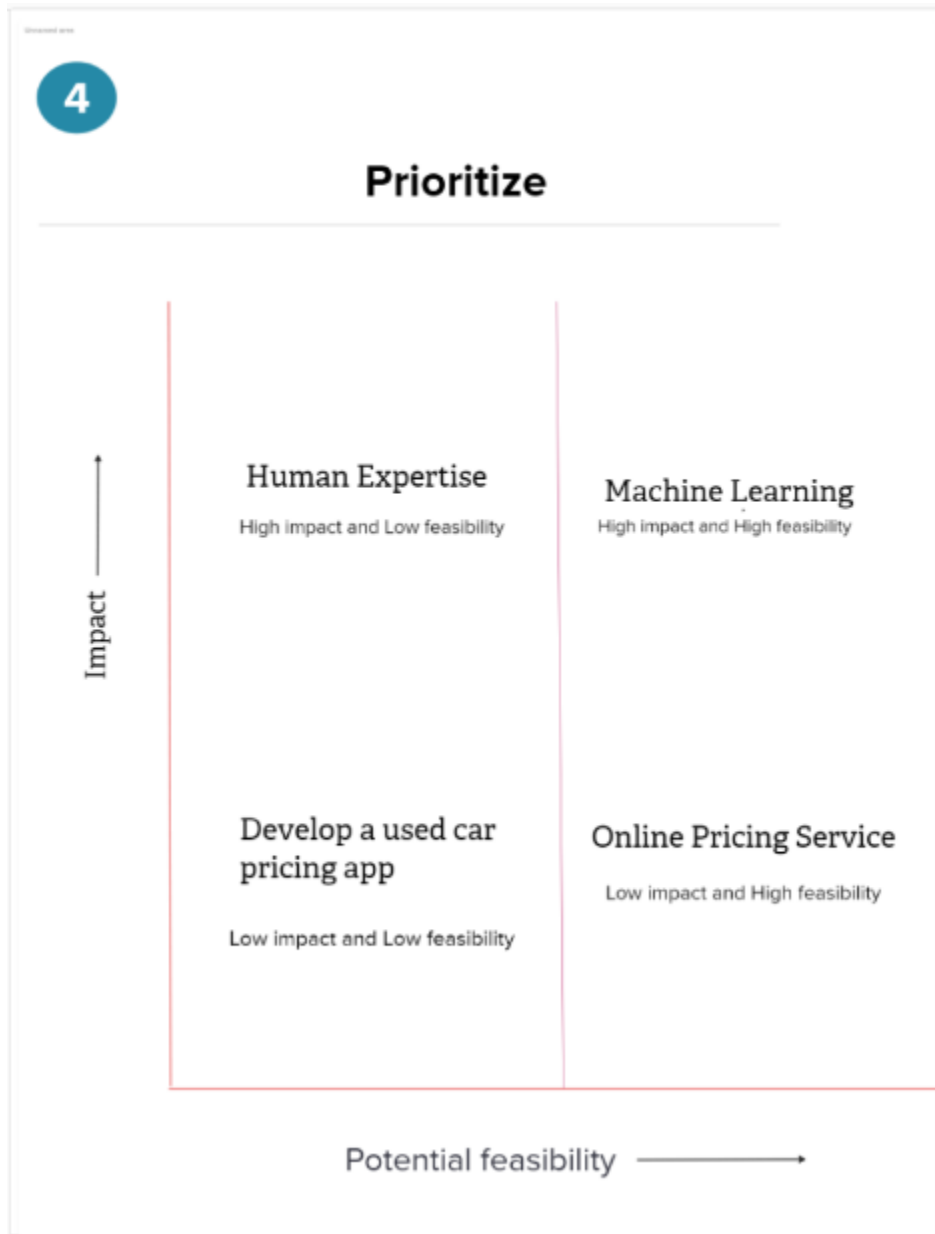 4
Prioritize
Human Expertise
High impact and Low feasibility
Machine Learning
High impact and High feasibility
Impact
Develop a used car
pricing app
Low impact and Low feasibility
Online Pricing Service
Low impact and High feasibility
Potential feasibility